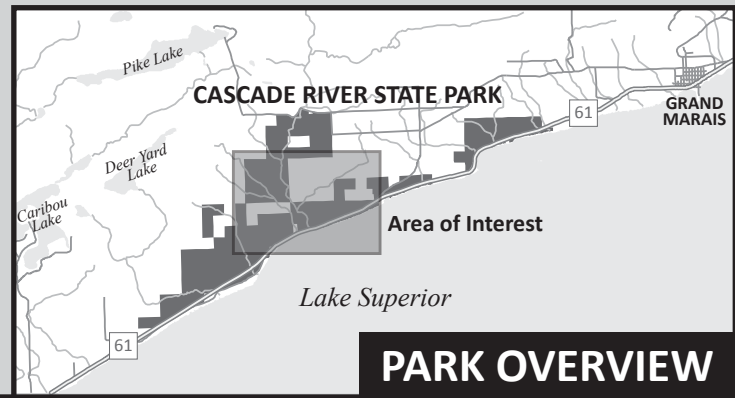 Pike Lake
CASCADE RIVER STATE PARK
61
GRAND
MARAIS
Deer Yard
Lake
Caribou
Lake
Area of Interest
Lake Superior
61
PARK OVERVIEW